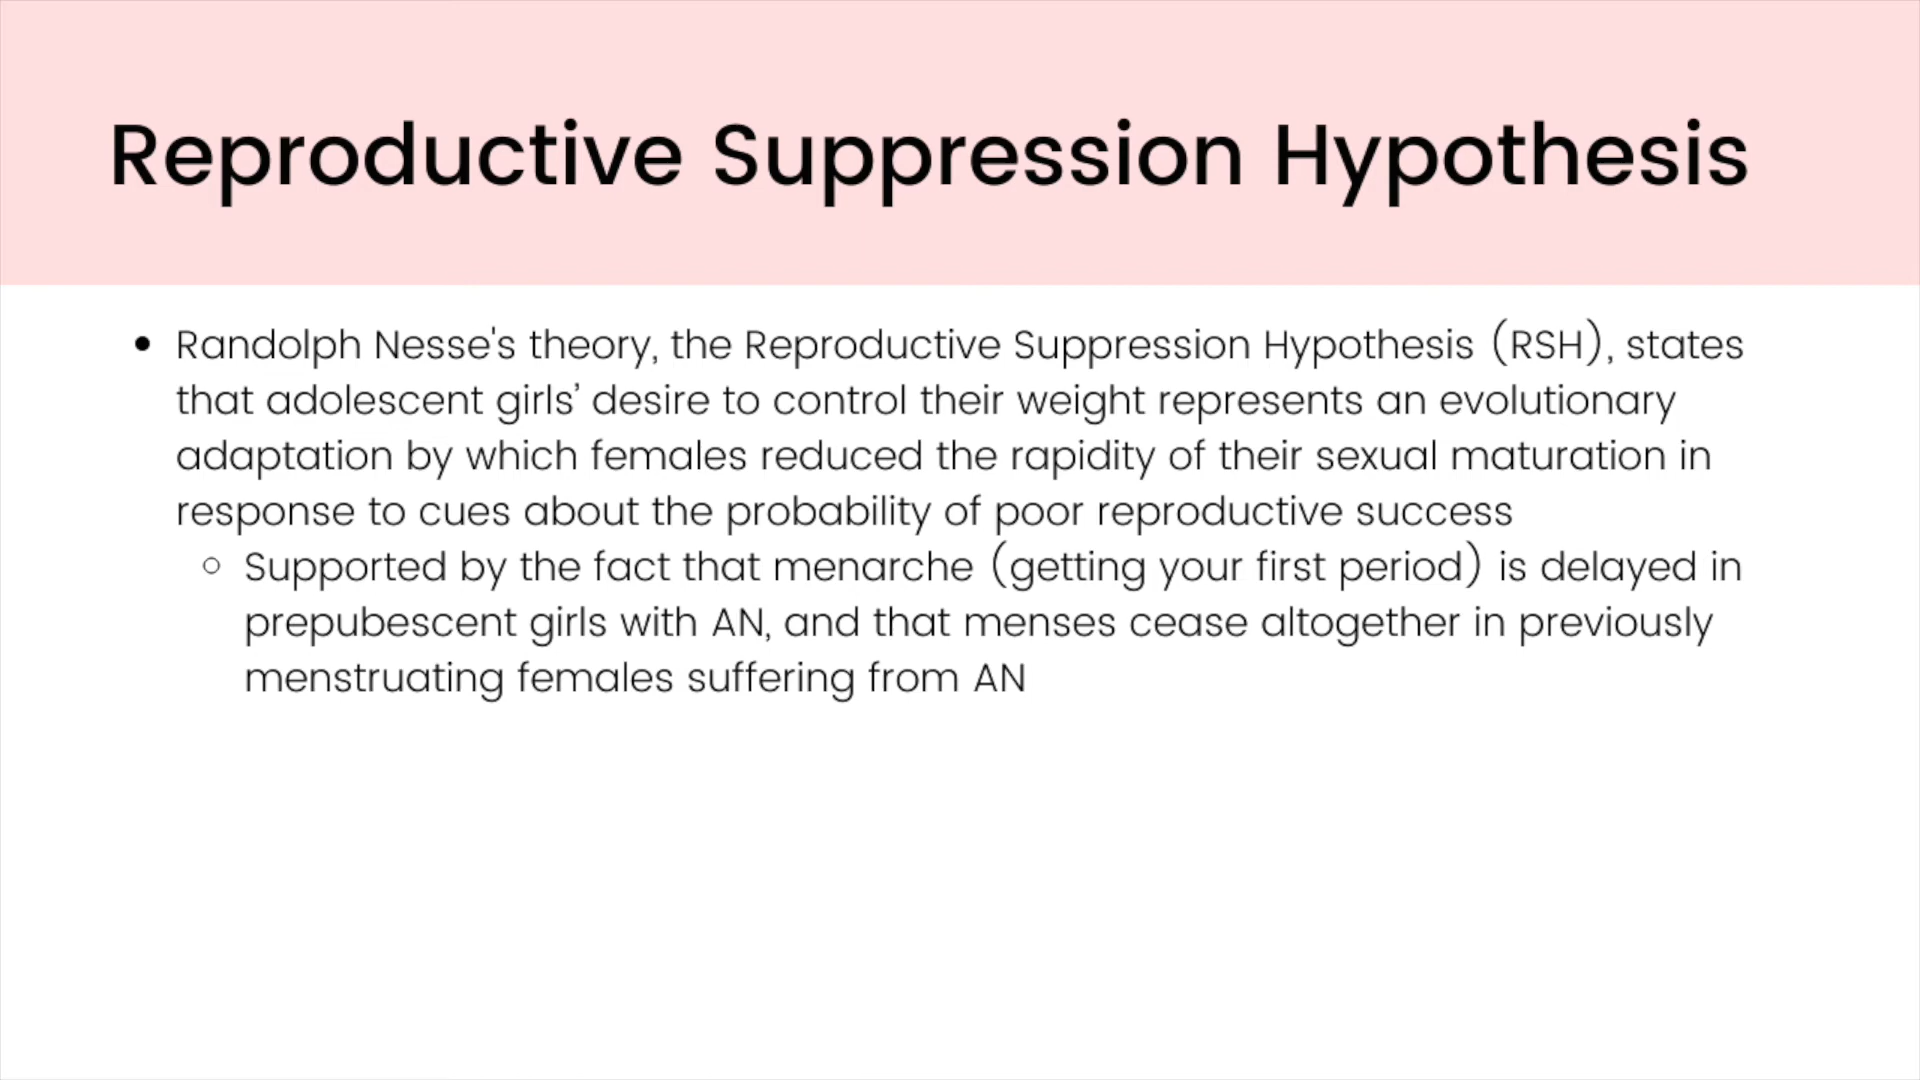 Reproductive Suppression Hypothesis
• Randolph Nesse's theory, the Reproductive Suppression Hypothesis (RSH), states
that adolescent girls’ desire to control their weight represents an evolutionary
adaptation by which females reduced the rapidity of their sexual maturation in
response to cues about the probability of poor reproductive success
◦ Supported by the fact that menarche (getting your first period) is delayed in
prepubescent girls with AN, and that menses cease altogether in previously
menstruating females suffering from AN